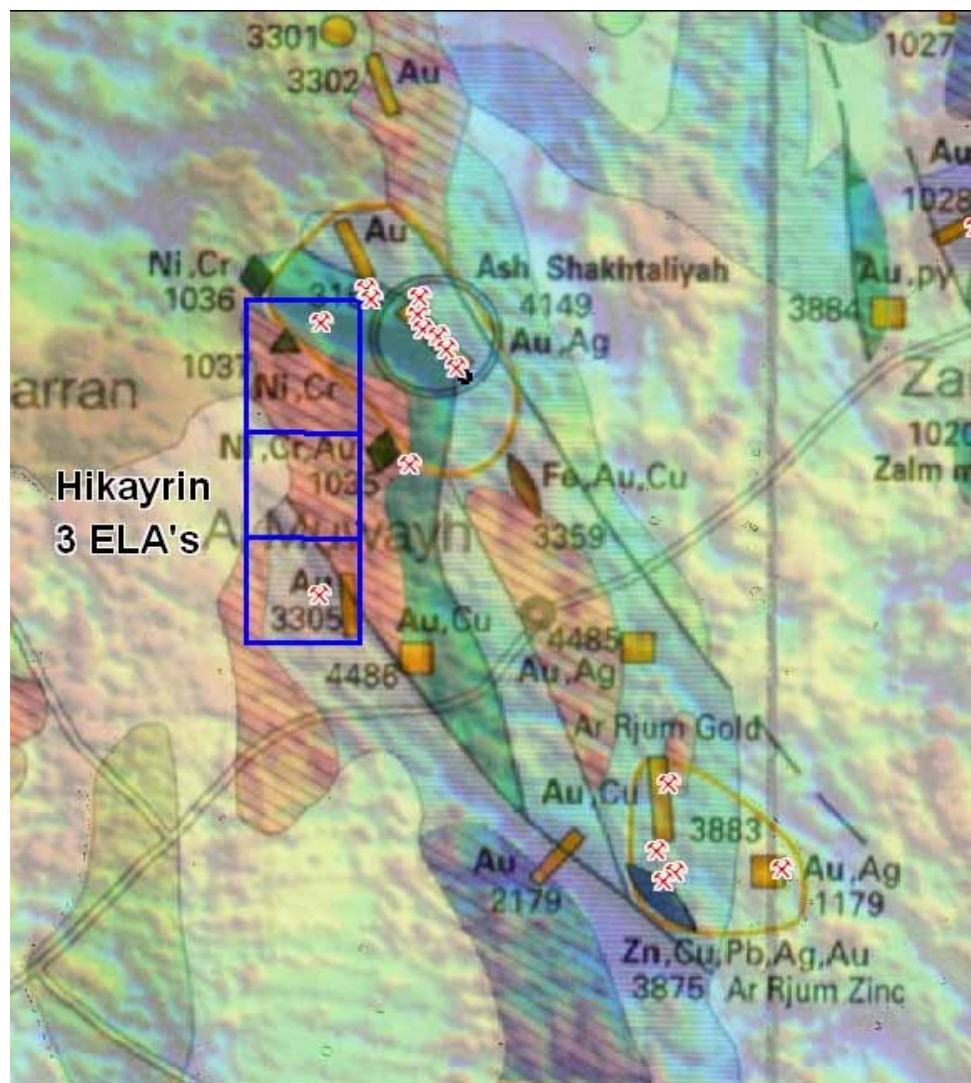 3301
3302
Au
1027
Au
1028
Au
Ni,Cr
1036
Ash Shakhtaliyah
4149
Au,Ag
Au,py
3884
1037
Ni,Cr
arran
Za
Ni,Cr,Au
1035
Zalm m
Hikayrin
3 ELA's
Al Muwayh
Fe,Au,Cu
3359
Au
3305
Au,Cu
4486
4485
Au,Ag
Ar Rjum Gold
Au,Cu
3883
Au
2179
Au,Ag
1179
Zn,Cu,Pb,Ag,Au
3875 Ar Rjum Zinc